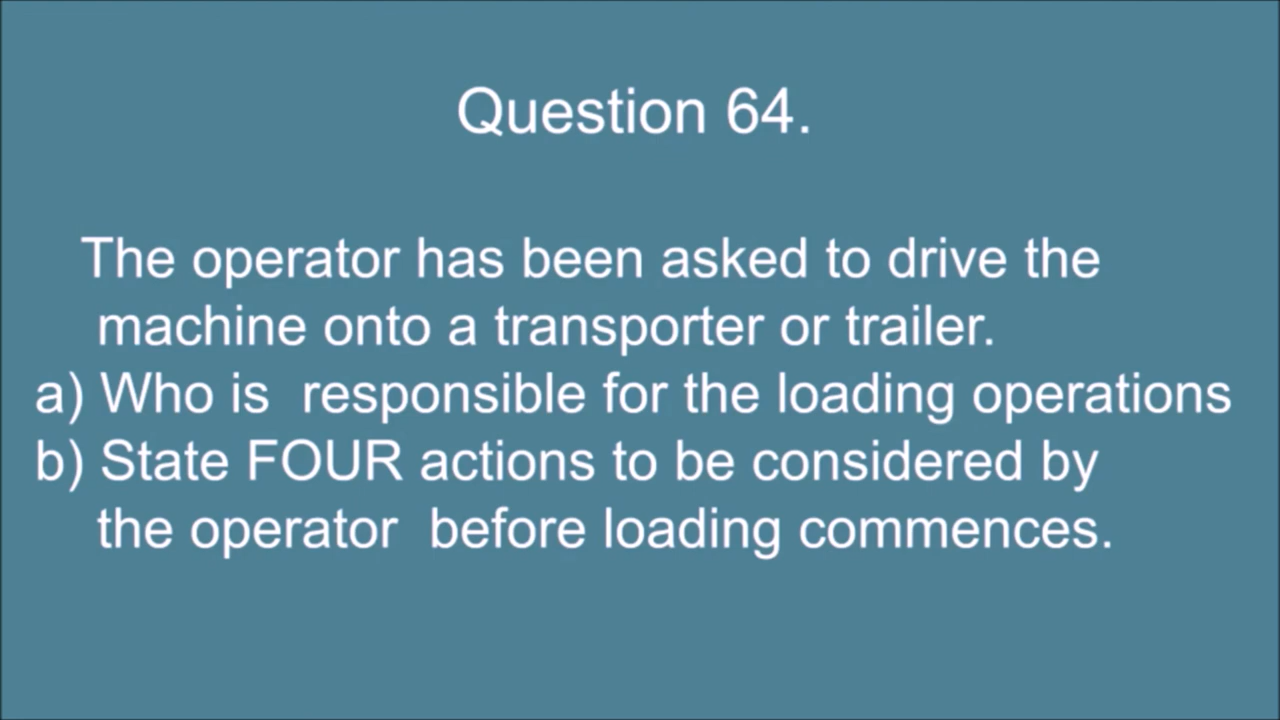 Question 64.
The operator has been asked to drive the
machine onto a transporter or trailer.
a) Who is responsible for the loading operations
b) State FOUR actions to be considered by
the operator before loading commences.